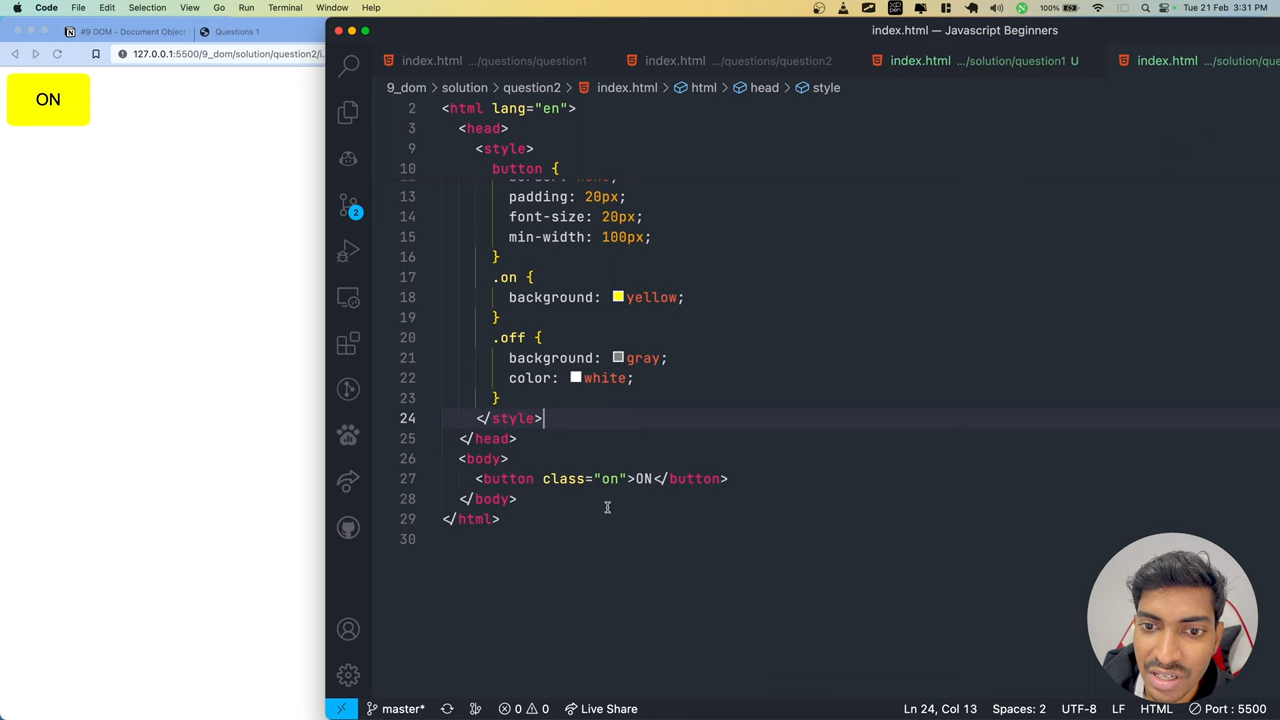 Code File Edit Selection View Go Run Terminal Window Help
100% Tue 21 Feb 3:31 PM
#9 DOM - Document Object
Questions 1
127.0.0.1:5500/9_dom/solution/question2/i...
ON
index.html — Javascript Beginners
index.html .../questions/question1
index.html .../questions/question2
index.html .../solution/question1 U
index.html .../solution/qu
9_dom solution question2 index.html html head style
2 <html lang="en">
3 <head>
9 <style>
10 button {
13 padding: 20px;
14 font-size: 20px;
15 min-width: 100px;
16 }
17 .on {
18 background: yellow;
19 }
20 .off {
21 background: gray;
22 color: white;
23 }
24 </style>
25 </head>
26 <body>
27 <button class="on">ON</button>
28 </body>
29 </html>
30
2
master* 0 0 Live Share
Ln 24, Col 13 Spaces: 2 UTF-8 LF HTML Port : 5500